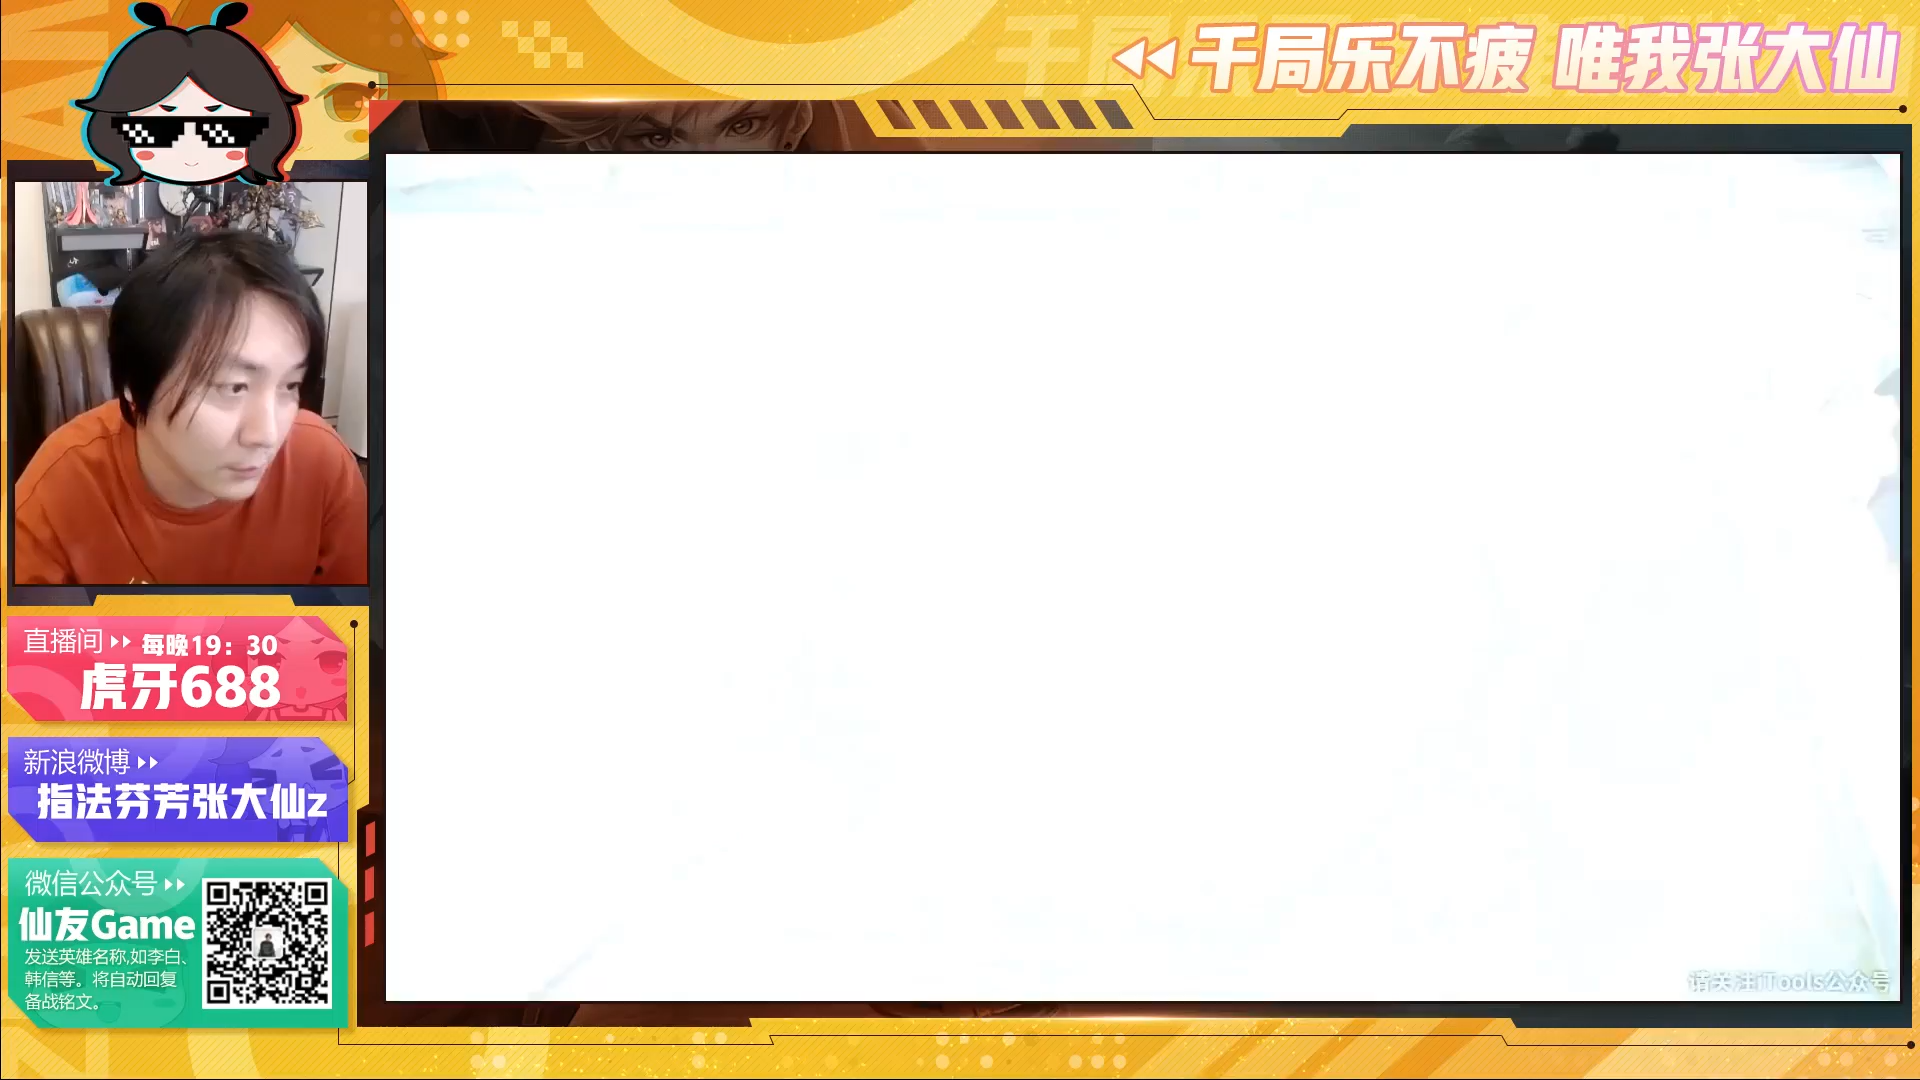 千局乐不疲 唯我张大仙
直播间
每晚19：30
虎牙688
新浪微博
指法芬芳张大仙z
微信公众号
仙友Game
发送英雄名称,如李白、
韩信等。将自动回复
备战铭文。
请关注iTools公众号